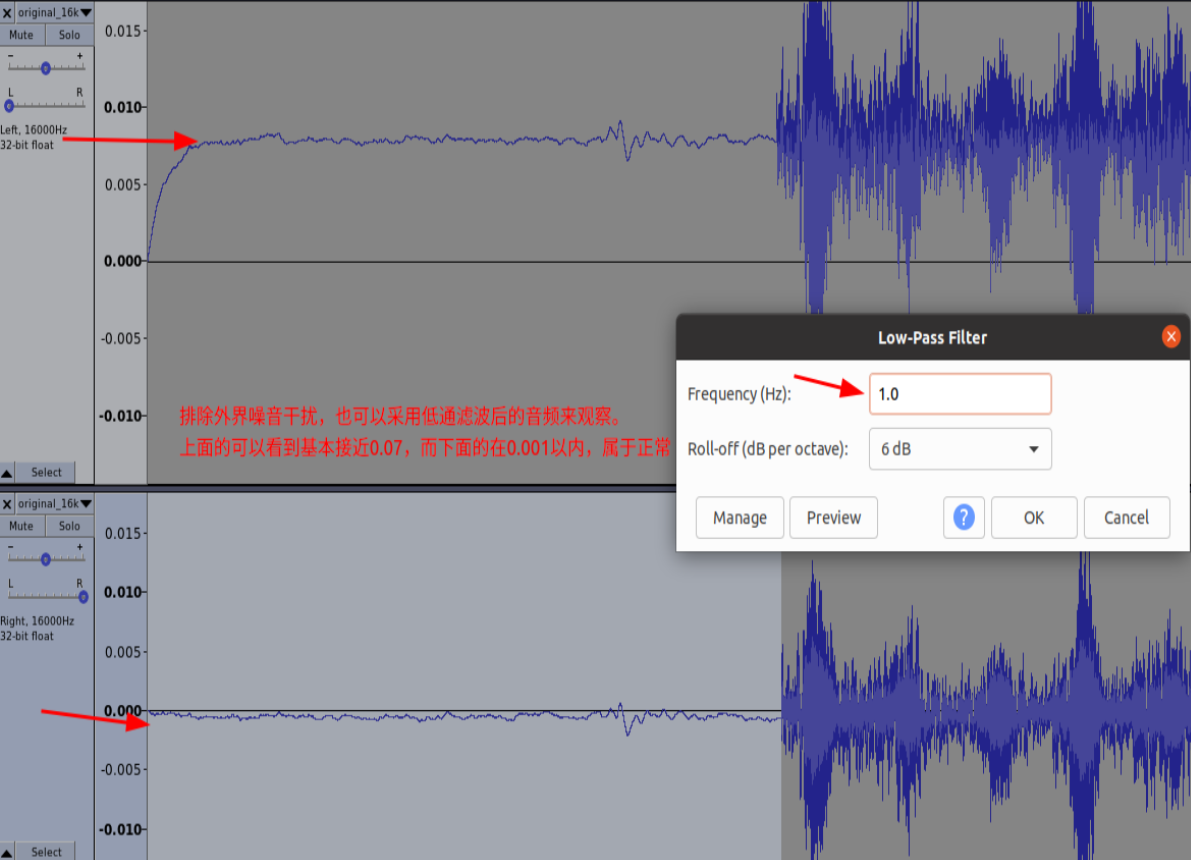 original_16k
Mute Solo
- +
L R
Left, 16000Hz
32-bit float
Select
0.015
0.010
0.005
0.000
-0.005
-0.010
排除外界噪音干扰，也可以采用低通滤波后的音频来观察。
上面的可以看到基本接近0.07，而下面的在0.001以内，属于正常
Low-Pass Filter
Frequency (Hz): 1.0
Roll-off (dB per octave): 6 dB
Manage Preview ? OK Cancel
original_16k
Mute Solo
- +
L R
Right, 16000Hz
32-bit float
Select
0.015
0.010
0.005
0.000
-0.005
-0.010